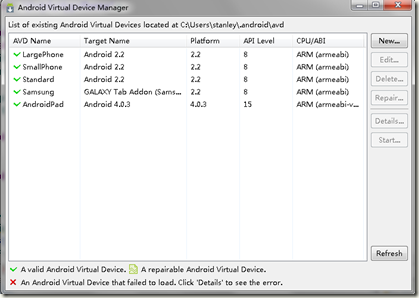 Android Virtual Device Manager
List of existing Android Virtual Devices located at C:\Users\stanley\.android\avd
AVD Name Target Name Platform API Level CPU/ABI
LargePhone Android 2.2 2.2 8 ARM (armeabi)
SmallPhone Android 2.2 2.2 8 ARM (armeabi)
Standard Android 2.2 2.2 8 ARM (armeabi)
Samsung GALAXY Tab Addon (Sams... 2.2 8 ARM (armeabi)
AndroidPad Android 4.0.3 4.0.3 15 ARM (armeabi-v...
New...
Edit...
Delete...
Repair...
Details...
Start...
Refresh
A valid Android Virtual Device. A repairable Android Virtual Device.
An Android Virtual Device that failed to load. Click 'Details' to see the error.